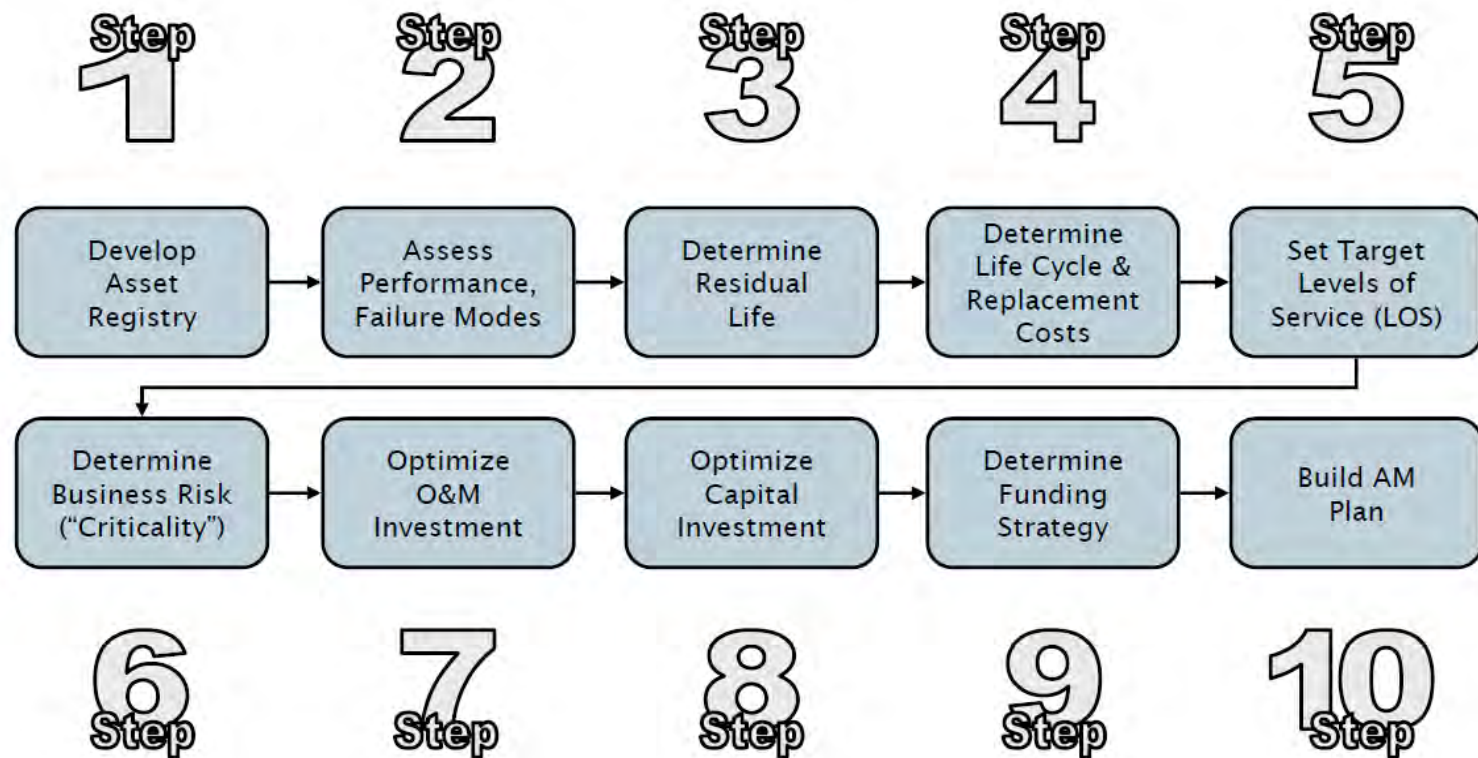 Step
1
Step
2
Step
3
Step
4
Step
5
Develop
Asset
Registry
Assess
Performance,
Failure Modes
Determine
Residual
Life
Determine
Life Cycle &
Replacement
Costs
Set Target
Levels of
Service (LOS)
Determine
Business Risk
(“Criticality”)
Optimize
O&M
Investment
Optimize
Capital
Investment
Determine
Funding
Strategy
Build AM
Plan
6
Step
7
Step
8
Step
9
Step
10
Step